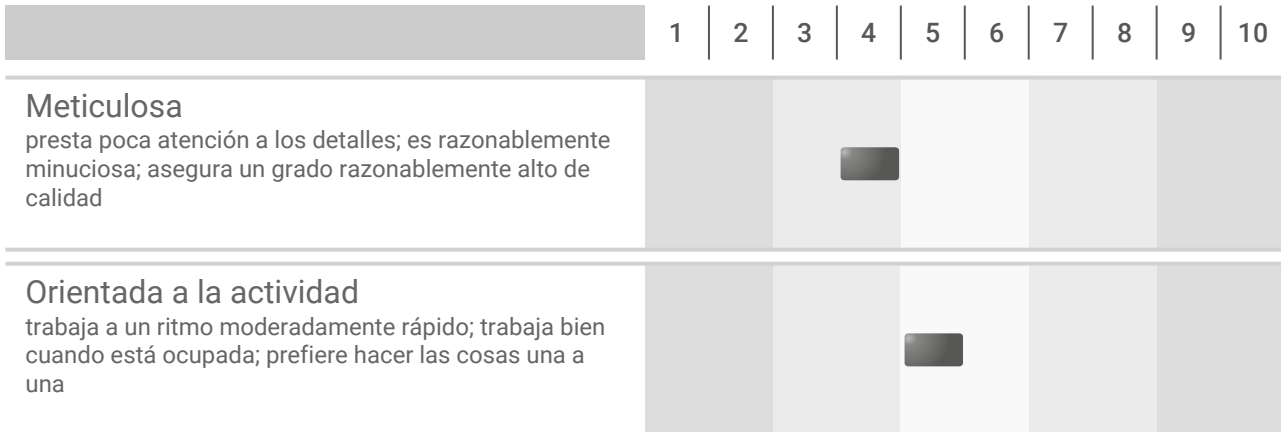 1 2 3 4 5 6 7 8 9 10
Meticulosa
presta poca atención a los detalles; es razonablemente
minuciosa; asegura un grado razonablemente alto de
calidad
Orientada a la actividad
trabaja a un ritmo moderadamente rápido; trabaja bien
cuando está ocupada; prefiere hacer las cosas una a
una